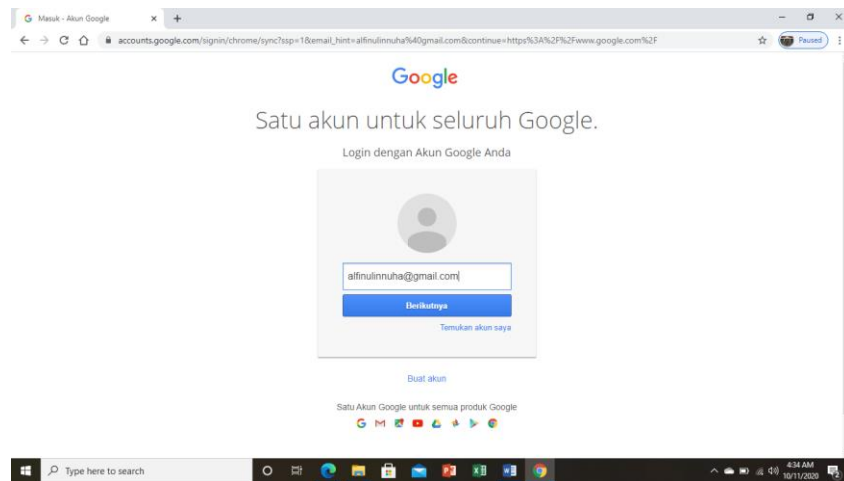 Masuk - Akun Google
accounts.google.com/signin/chrome/sync?ssp=1&email_hint=alfinulinnuha%40gmail.com&continue=https%3A%2F%2Fwww.google.com%2F
Paused
Google
Satu akun untuk seluruh Google.
Login dengan Akun Google Anda
alfinulinnuha@gmail.com
Berikutnya
Temukan akun saya
Buat akun
Satu Akun Google untuk semua produk Google
Type here to search
4:34 AM
10/11/2020